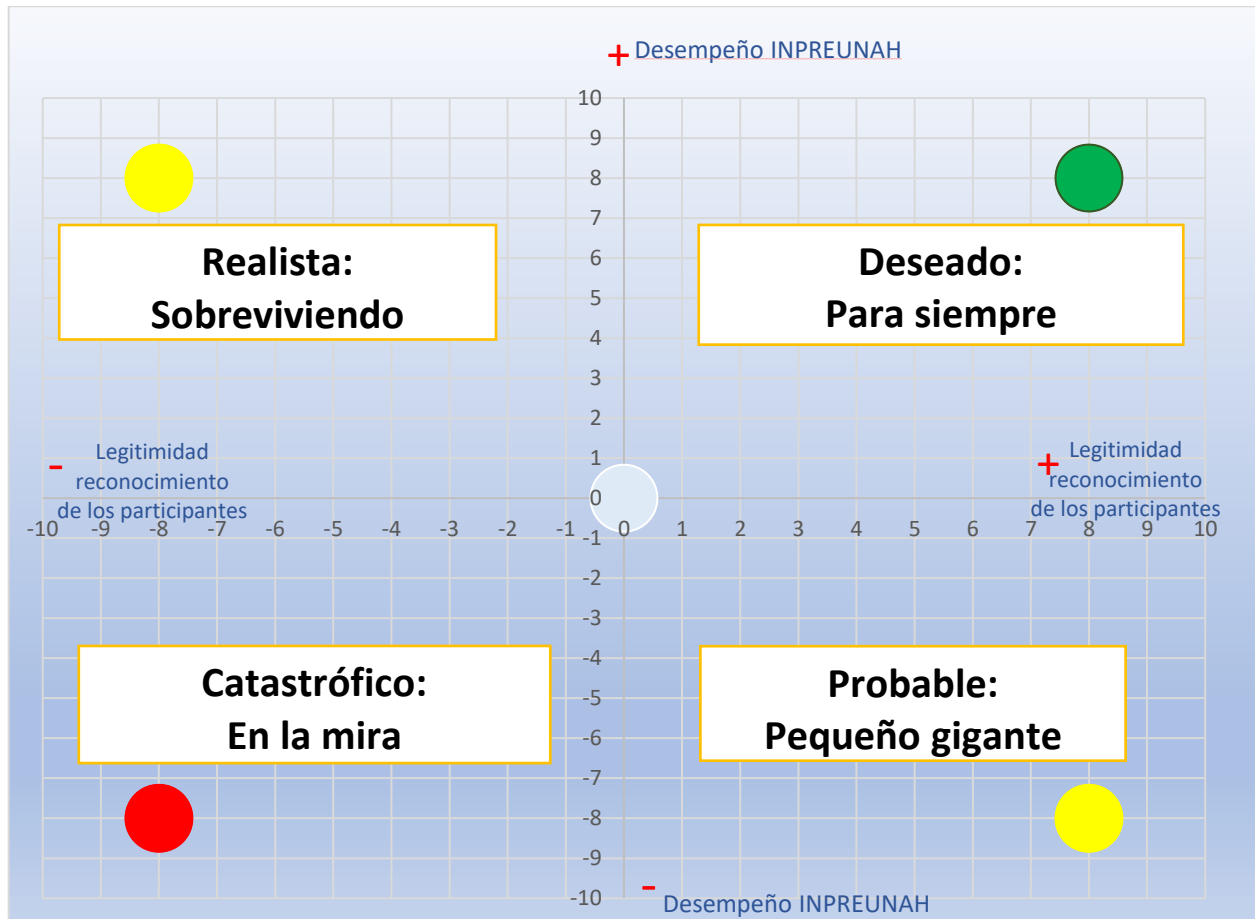 + Desempeño INPREUNAH
10
9
8
7
6
5
4
3
2
1
0
-1
-2
-3
-4
-5
-6
-7
-8
-9
-10
Realista:
Sobreviviendo
Deseado:
Para siempre
- Legitimidad
reconocimiento
de los participantes
+ Legitimidad
reconocimiento
de los participantes
-10 -9 -8 -7 -6 -5 -4 -3 -2 -1 0 1 2 3 4 5 6 7 8 9 10
Catastrófico:
En la mira
Probable:
Pequeño gigante
- Desempeño INPREUNAH